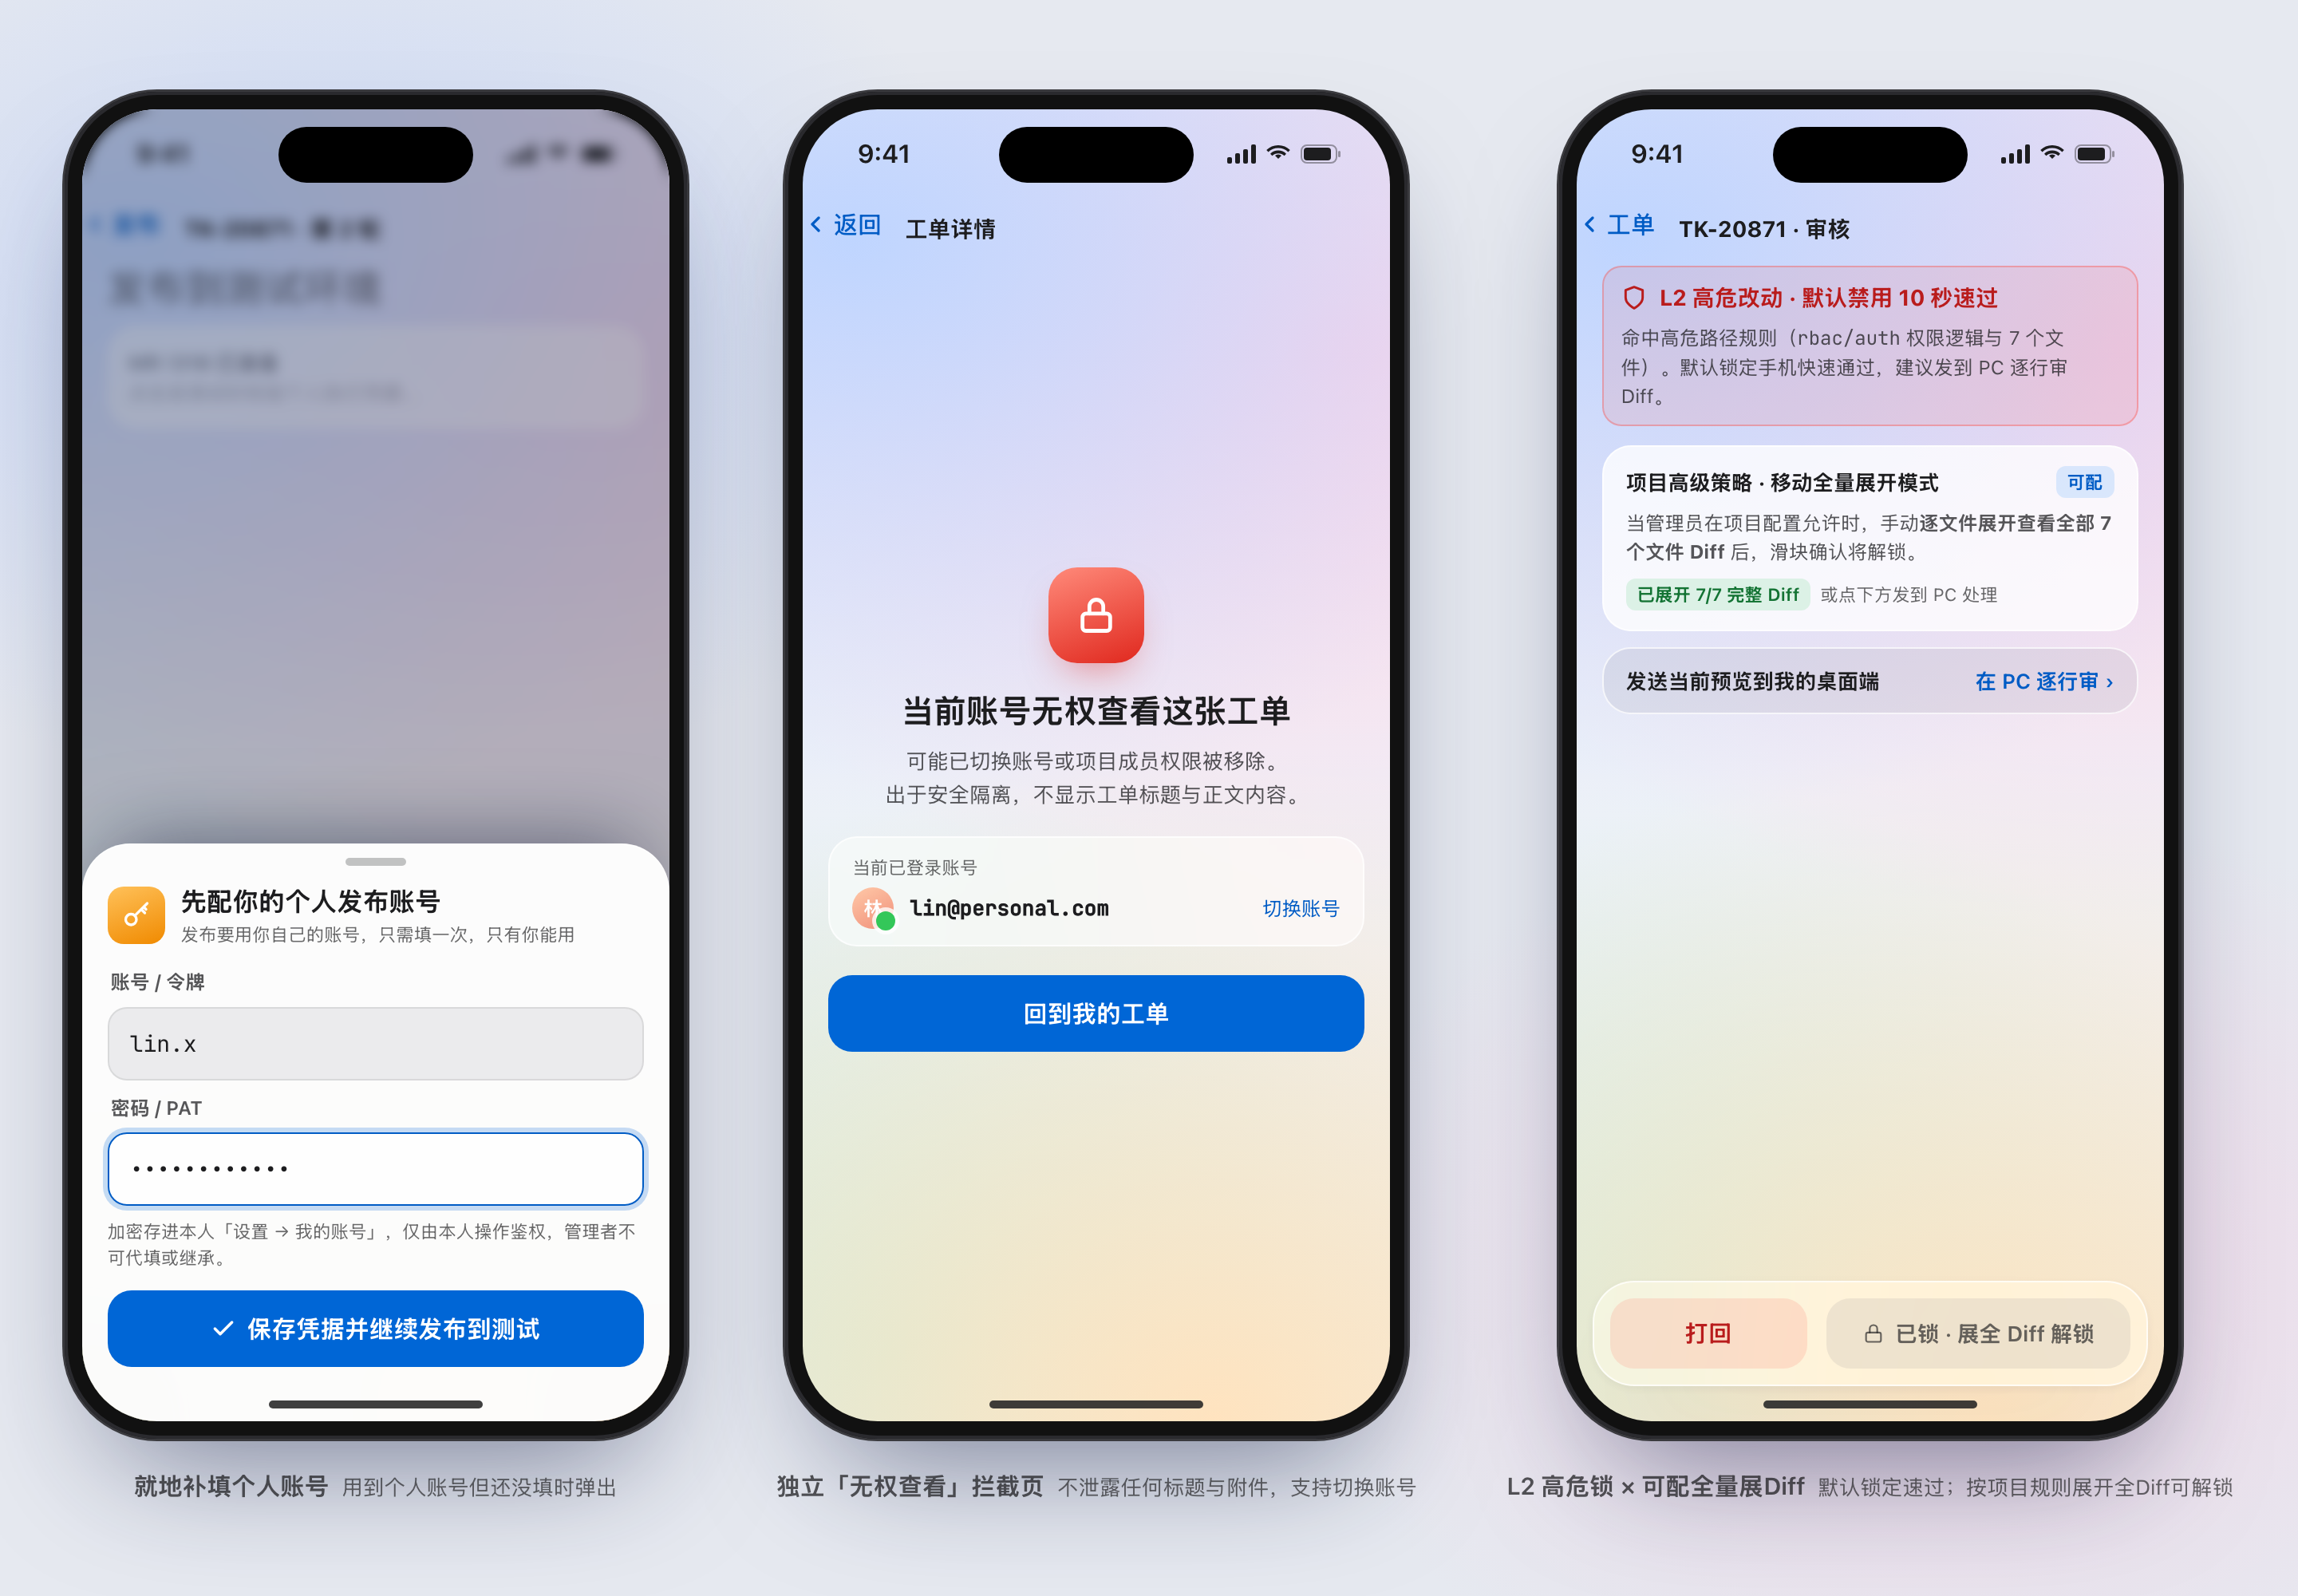 9:41
先配你的个人发布账号
发布要用你自己的账号，只需填一次，只有你能用
账号 / 令牌
lin.x
密码 / PAT
••••••••••••
加密存进本人「设置 → 我的账号」，仅由本人操作鉴权，管理者不
可代填或继承。
保存凭据并继续发布到测试
就地补填个人账号 用到个人账号但还没填时弹出
9:41
返回 工单详情
当前账号无权查看这张工单
可能已切换账号或项目成员权限被移除。
出于安全隔离，不显示工单标题与正文内容。
当前已登录账号
林 lin@personal.com 切换账号
回到我的工单
独立「无权查看」拦截页 不泄露任何标题与附件，支持切换账号
9:41
工单 TK-20871 · 审核
L2 高危改动 · 默认禁用 10 秒速过
命中高危路径规则（rbac/auth 权限逻辑与 7 个文
件）。默认锁定手机快速通过，建议发到 PC 逐行审
Diff。
项目高级策略 · 移动全量展开模式 可配
当管理员在项目配置允许时，手动逐文件展开查看全部 7
个文件 Diff 后，滑块确认将解锁。
已展开 7/7 完整 Diff 或点下方发到 PC 处理
发送当前预览到我的桌面端 在 PC 逐行审 ›
打回 已锁 · 展全 Diff 解锁
L2 高危锁 × 可配全量展Diff 默认锁定速过；按项目规则展开全Diff可解锁